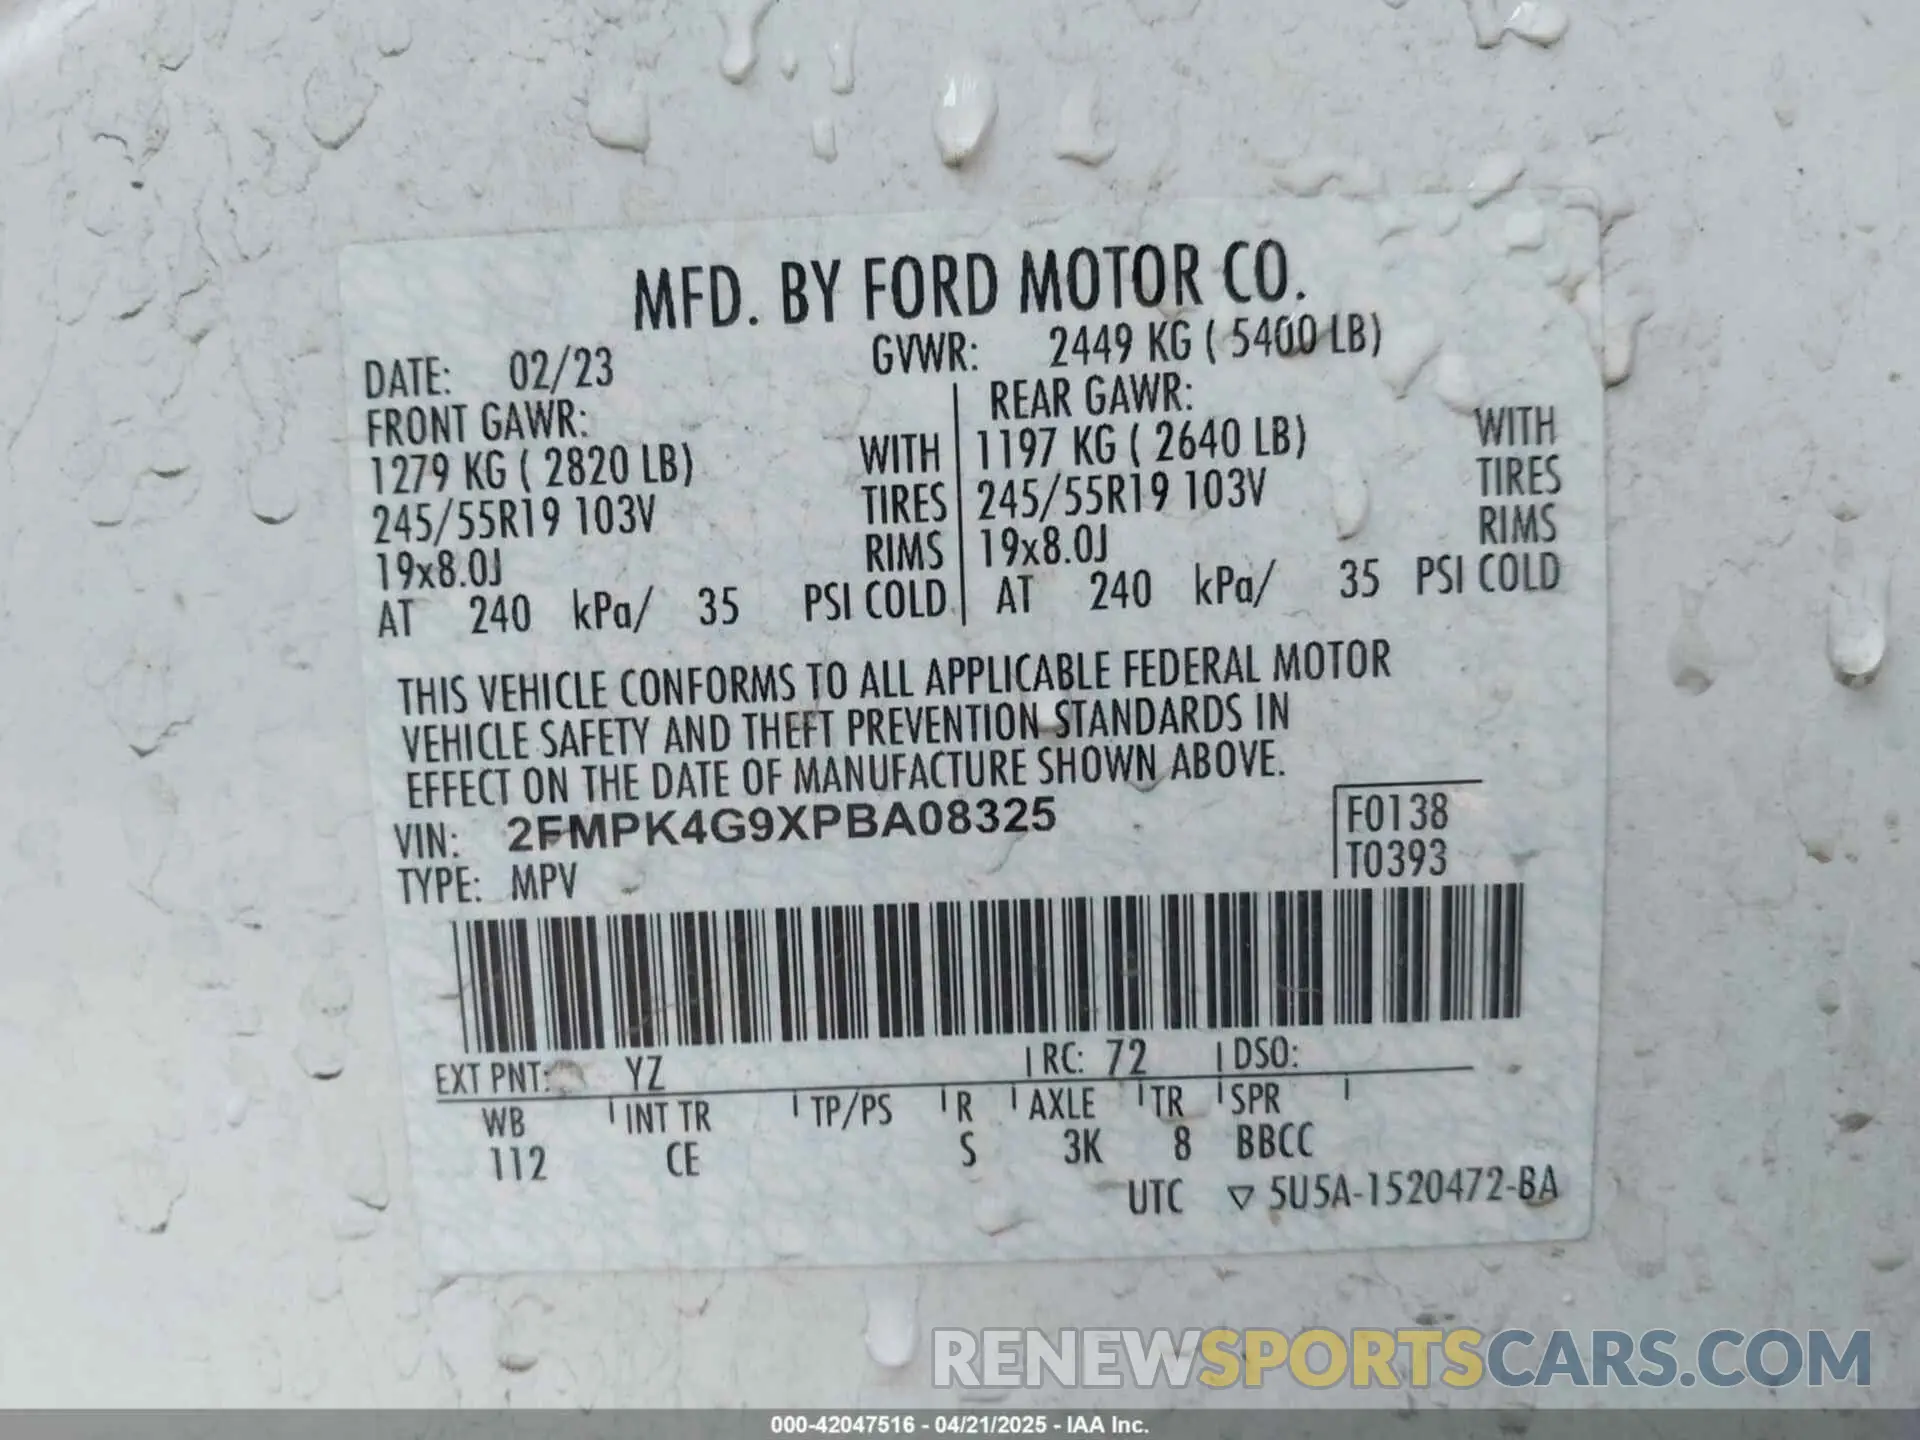 MFD. BY FORD MOTOR CO.
DATE: 02/23 GVWR: 2449 KG ( 5400 LB)
FRONT GAWR: REAR GAWR:
1279 KG ( 2820 LB) WITH 1197 KG ( 2640 LB) WITH
245/55R19 103V TIRES 245/55R19 103V TIRES
19x8.0J RIMS 19x8.0J RIMS
AT 240 kPa/ 35 PSI COLD AT 240 kPa/ 35 PSI COLD
THIS VEHICLE CONFORMS TO ALL APPLICABLE FEDERAL MOTOR
VEHICLE SAFETY AND THEFT PREVENTION STANDARDS IN
EFFECT ON THE DATE OF MANUFACTURE SHOWN ABOVE.
VIN: 2FMPK4G9XPBA08325 F0138
TYPE: MPV T0393
EXT PNT: YZ RC: 72 DSO:
WB INT TR TP/PS R AXLE TR SPR
112 CE S 3K 8 BBCC
UTC ▽ 5U5A-1520472-BA
RENEWSPORTSCARS.COM
000-42047516 - 04/21/2025 - IAA Inc.